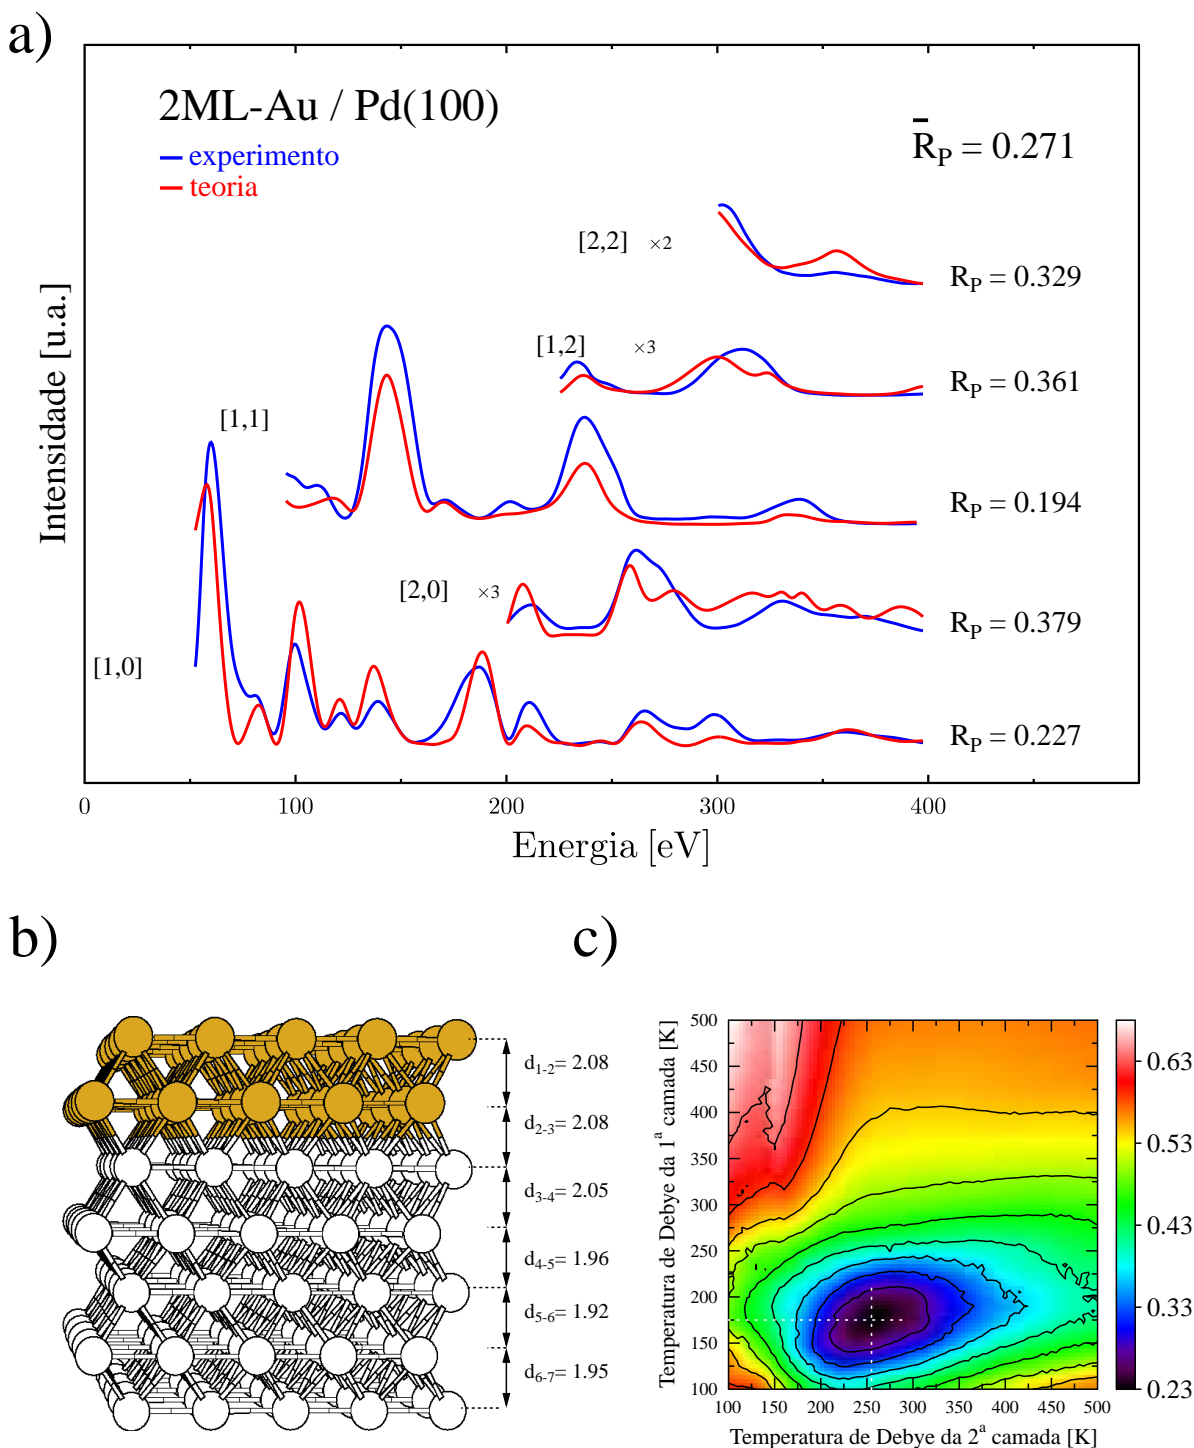 a)
2ML-Au / Pd(100)
experimento
teoria
R̄P = 0.271
[2,2] ×2
RP = 0.329
[1,2] ×3
RP = 0.361
[1,1]
RP = 0.194
[2,0] ×3
RP = 0.379
[1,0]
RP = 0.227
Intensidade [u.a.]
0 100 200 300 400
Energia [eV]
b)
d1-2= 2.08
d2-3= 2.08
d3-4= 2.05
d4-5= 1.96
d5-6= 1.92
d6-7= 1.95
c)
Temperatura de Debye da 1ª camada [K]
500
450
400
350
300
250
200
150
100
100 150 200 250 300 350 400 450 500
Temperatura de Debye da 2ª camada [K]
0.63
0.53
0.43
0.33
0.23